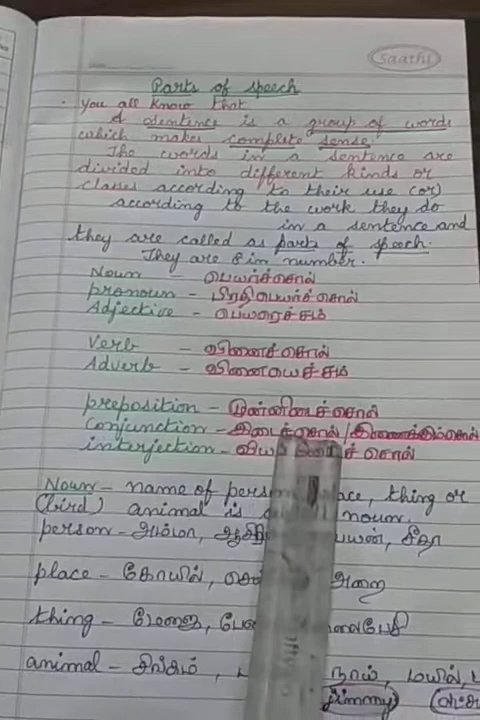 Saathi
Parts of speech
. You all know that
A sentence is a group of words
which makes complete sense.
The words in a sentence are
divided into different kinds or
classes according to their use (or)
according to the work they do
in a sentence and
they are called as parts of speech.
They are 8 in number.
Noun - பெயர்ச்சொல்
pronoun - பிரதிபெயர்ச்சொல்
Adjective - பெயரைச்சம்
Verb - வினைச்சொல்
Adverb - வினையெச்சம்
preposition - முன்னிடைச்சொல்
conjunction - இடைச்சொல்/இணைக்கும்சொல்
interjection - விய ச் சொல்
Noun - name of person, place, thing or
(bird) animal is noun.
person - அம்மா, பையன், சீதா
place - கோயில், அறை
thing - மேஜை,
animal - சிங்கம், நாய், மயில்,
Jimmy